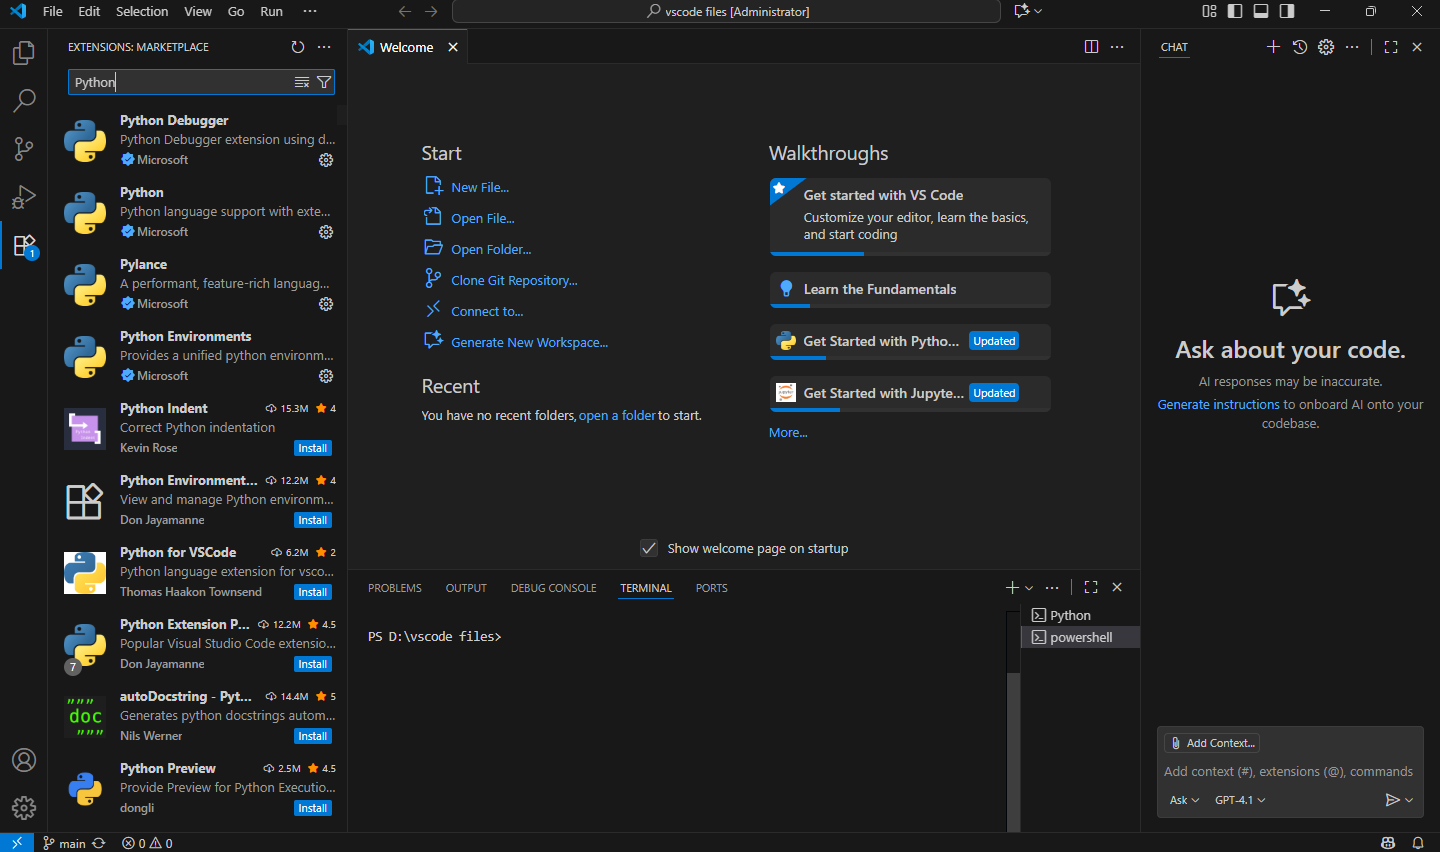 File Edit Selection View Go Run ···
vscode files [Administrator]
EXTENSIONS: MARKETPLACE
Python
Python Debugger
Python Debugger extension using d...
Microsoft
Python
Python language support with exte...
Microsoft
Pylance
A performant, feature-rich languag...
Microsoft
Python Environments
Provides a unified python environm...
Microsoft
Python Indent 15.3M 4
Correct Python indentation
Kevin Rose Install
Python Environment... 12.2M 4
View and manage Python environm...
Don Jayamanne Install
Python for VSCode 6.2M 2
Python language extension for vsco...
Thomas Haakon Townsend Install
Python Extension P... 12.2M 4.5
Popular Visual Studio Code extensio...
7
Don Jayamanne Install
autoDocstring - Pyt... 14.4M 5
Generates python docstrings autom...
Nils Werner Install
"""
doc
"""
Python Preview 2.5M 4.5
Provide Preview for Python Executio...
dongli Install
1
Welcome
Start
New File...
Open File...
Open Folder...
Clone Git Repository...
Connect to...
Generate New Workspace...
Recent
You have no recent folders, open a folder to start.
Walkthroughs
Get started with VS Code
Customize your editor, learn the basics,
and start coding
Learn the Fundamentals
Get Started with Pytho... Updated
Get Started with Jupyte... Updated
More...
Show welcome page on startup
PROBLEMS OUTPUT DEBUG CONSOLE TERMINAL PORTS
PS D:\vscode files>
Python
powershell
CHAT
Ask about your code.
AI responses may be inaccurate.
Generate instructions to onboard AI onto your
codebase.
Add Context...
Add context (#), extensions (@), commands
Ask GPT-4.1
main 0 0